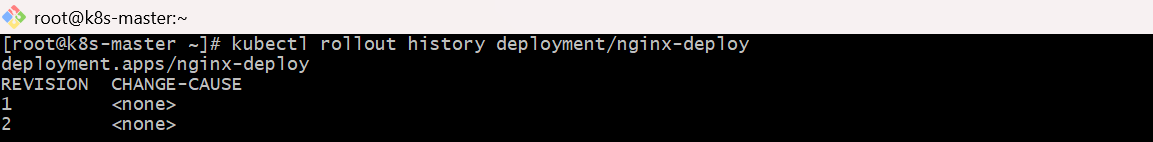 root@k8s-master:~
[root@k8s-master ~]# kubectl rollout history deployment/nginx-deploy
deployment.apps/nginx-deploy
REVISION  CHANGE-CAUSE
1         <none>
2         <none>